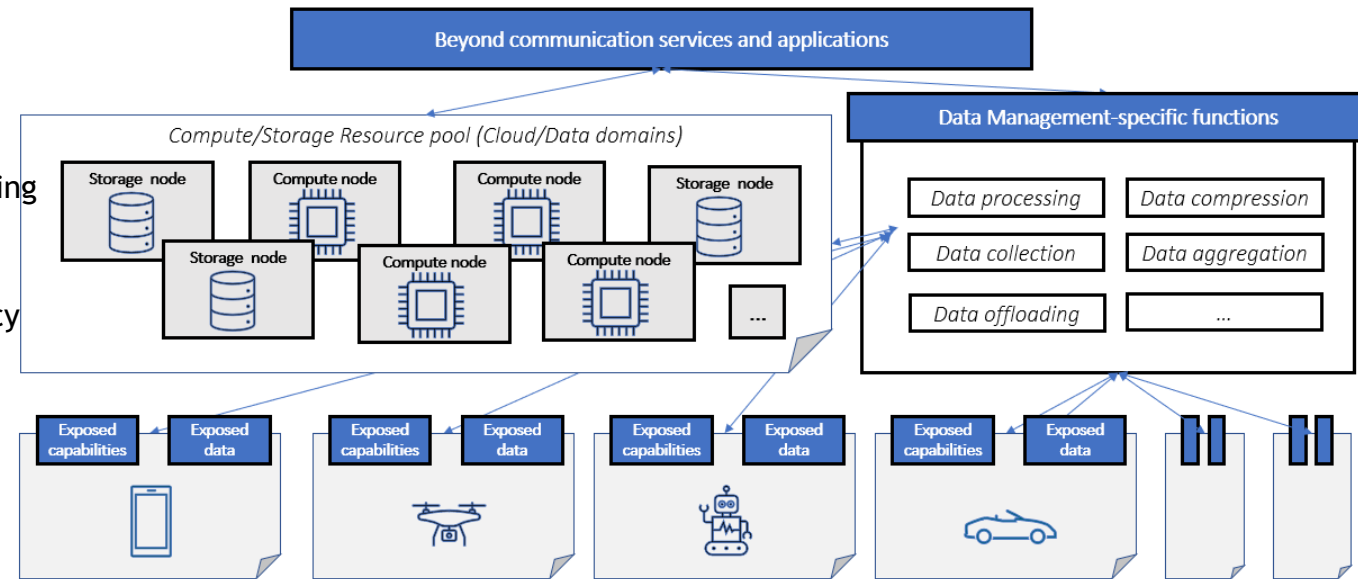 Beyond communication services and applications
Data Management-specific functions
Compute/Storage Resource pool (Cloud/Data domains)
ing
Storage node
Compute node
Compute node
Storage node
Storage node
Compute node
Compute node
...
Data processing
Data compression
Data collection
Data aggregation
Data offloading
...
Exposed
capabilities
Exposed
data
Exposed
capabilities
Exposed
data
Exposed
capabilities
Exposed
data
Exposed
capabilities
Exposed
data